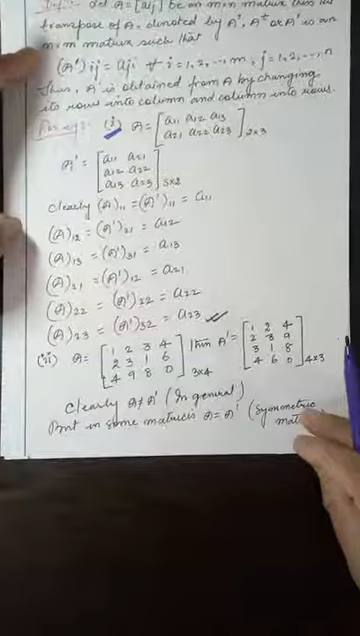 Def:- Let A = [aij] be an m×n matrix then the
transpose of A, denoted by A', Aᵗ or A' is an
n×m matrix such that
(A')ij = aji ∀ i = 1, 2, ..., m, j = 1, 2, ..., n
Thus, A' is obtained from A by changing
its rows into column and column into rows.
(i) A = [a11 a12 a13
a21 a22 a23] 2×3
A' = [a11 a21
a12 a22
a13 a23] 3×2
Clearly (A)11 = (A')11 = a11
(A)12 = (A')21 = a12
(A)13 = (A')31 = a13
(A)21 = (A')12 = a21
(A)22 = (A')22 = a22
(A)23 = (A')32 = a23
(ii) A = [1 2 3 4
2 3 1 6
4 9 8 0] 3×4 then A' = [1 2 4
2 3 9
3 1 8
4 6 0] 4×3
Clearly A ≠ A' (In general)
But in some matrices A = A' (Symmetric